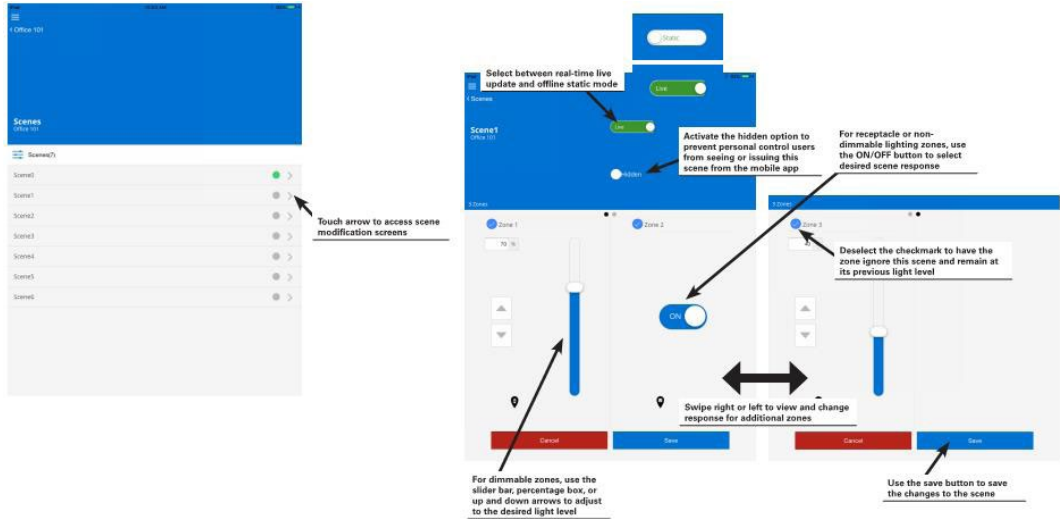 < Office 101
Scenes
Office 101
Scenes(7)
Scene0
Scene1
Scene2
Scene3
Scene4
Scene5
Scene6
Touch arrow to access scene
modification screens
Static
Select between real-time live
update and offline static mode
Live
< Scenes
Scene1
Office 101
Live
Activate the hidden option to
prevent personal control users
from seeing or issuing this
scene from the mobile app
Hidden
For receptacle or non-
dimmable lighting zones, use
the ON/OFF button to select
desired scene response
3 Zones
Zone 1
70 %
Zone 2
ON
3 Zones
Zone 3
Deselect the checkmark to have the
zone ignore this scene and remain at
its previous light level
Swipe right or left to view and change
response for additional zones
Cancel
Save
Cancel
Save
For dimmable zones, use the
slider bar, percentage box, or
up and down arrows to adjust
to the desired light level
Use the save button to save
the changes to the scene